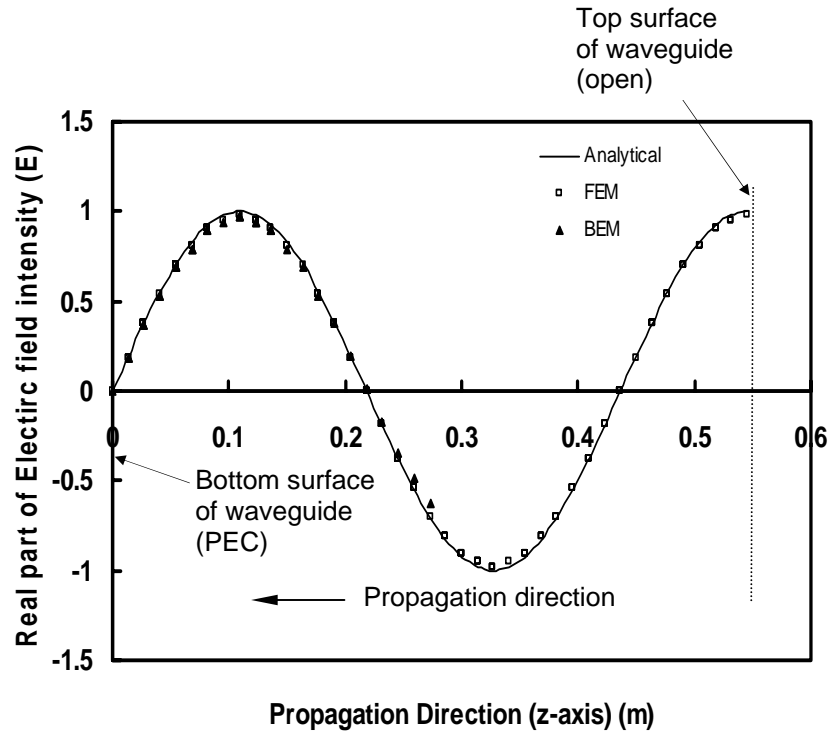 Top surface
of waveguide
(open)
Real part of Electirc field intensity (E)
1.5
1
0.5
0
-0.5
-1
-1.5
Analytical
FEM
BEM
0
0.1
0.2
0.3
0.4
0.5
0.6
Bottom surface
of waveguide
(PEC)
Propagation direction
Propagation Direction (z-axis) (m)